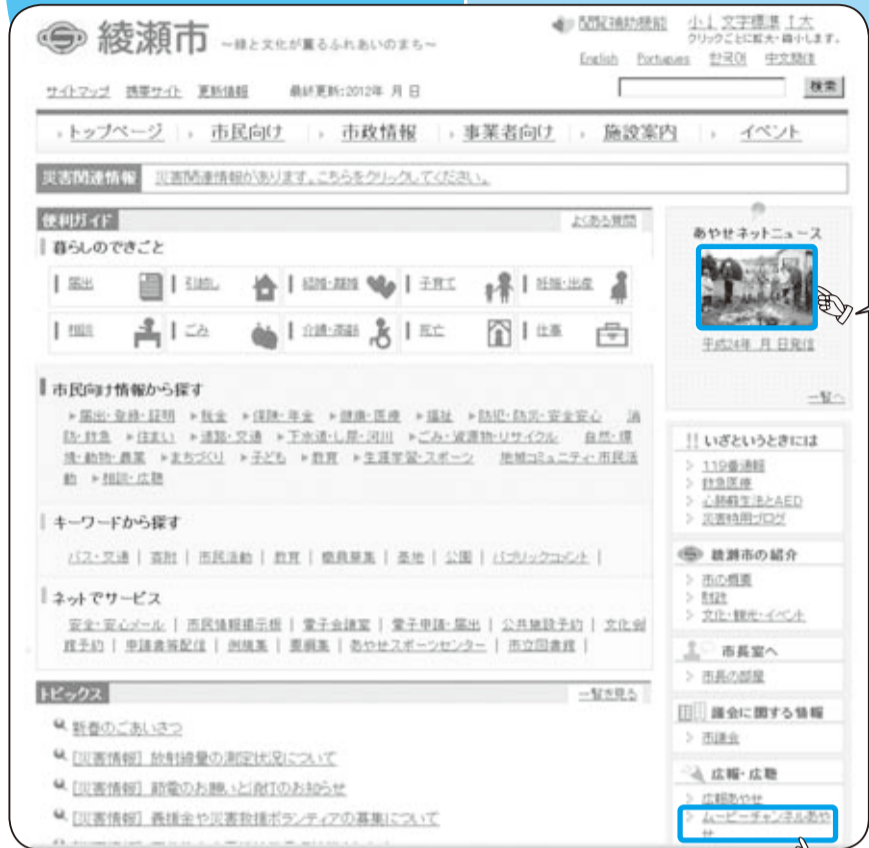 綾瀬市 ～緑と文化が薫るふれあいのまち～
閲覧補助機能 小↓ 文字標準 ↑大
クリックごとに拡大・縮小します。
English Portugues 한국어 中文簡体
サイトマップ 携帯サイト 更新情報 最終更新:2012年 月 日
検索
トップページ 市民向け 市政情報 事業者向け 施設案内 イベント
災害関連情報 災害関連情報があります。こちらをクリックしてください。
便利ガイド よくある質問
暮らしのできごと
届出 引越し 結婚・離婚 子育て 妊娠・出産
相談 ごみ 介護・高齢 死亡 仕事
市民向け情報から探す
届出・登録・証明 税金 保険・年金 健康・医療 福祉 防犯・防災・安全安心 消
防・救急 住まい 道路・交通 下水道・し尿・河川 ごみ・資源物・リサイクル 自然・環
境・動物・農業 まちづくり 子ども 教育 生涯学習・スポーツ 地域コミュニティ・市民活
動 相談・広聴
キーワードから探す
バス・交通 | 寄附 | 市民活動 | 教育 | 職員募集 | 基地 | 公園 | パブリックコメント |
ネットでサービス
安全・安心メール | 市民情報掲示板 | 電子会議室 | 電子申請・届出 | 公共施設予約 | 文化会
館予約 | 申請書等配信 | 例規集 | 要綱集 | あやせスポーツセンター | 市立図書館 |
トピックス 一覧を見る
新春のごあいさつ
[災害情報] 放射線量の測定状況について
[災害情報] 節電のお願いと消灯のお知らせ
[災害情報] 義援金や災害救援ボランティアの募集について
あやせネットニュース
平成24年 月 日発信
一覧へ
!! いざというときには
> 119番通報
> 救急医療
> 心肺蘇生法とAED
> 災害時用ブログ
綾瀬市の紹介
> 市の概要
> 財政
> 文化・観光・イベント
市長室へ
> 市長の部屋
議会に関する情報
> 市議会
広報・広聴
> 広報あやせ
> ムービーチャンネルあや
せ